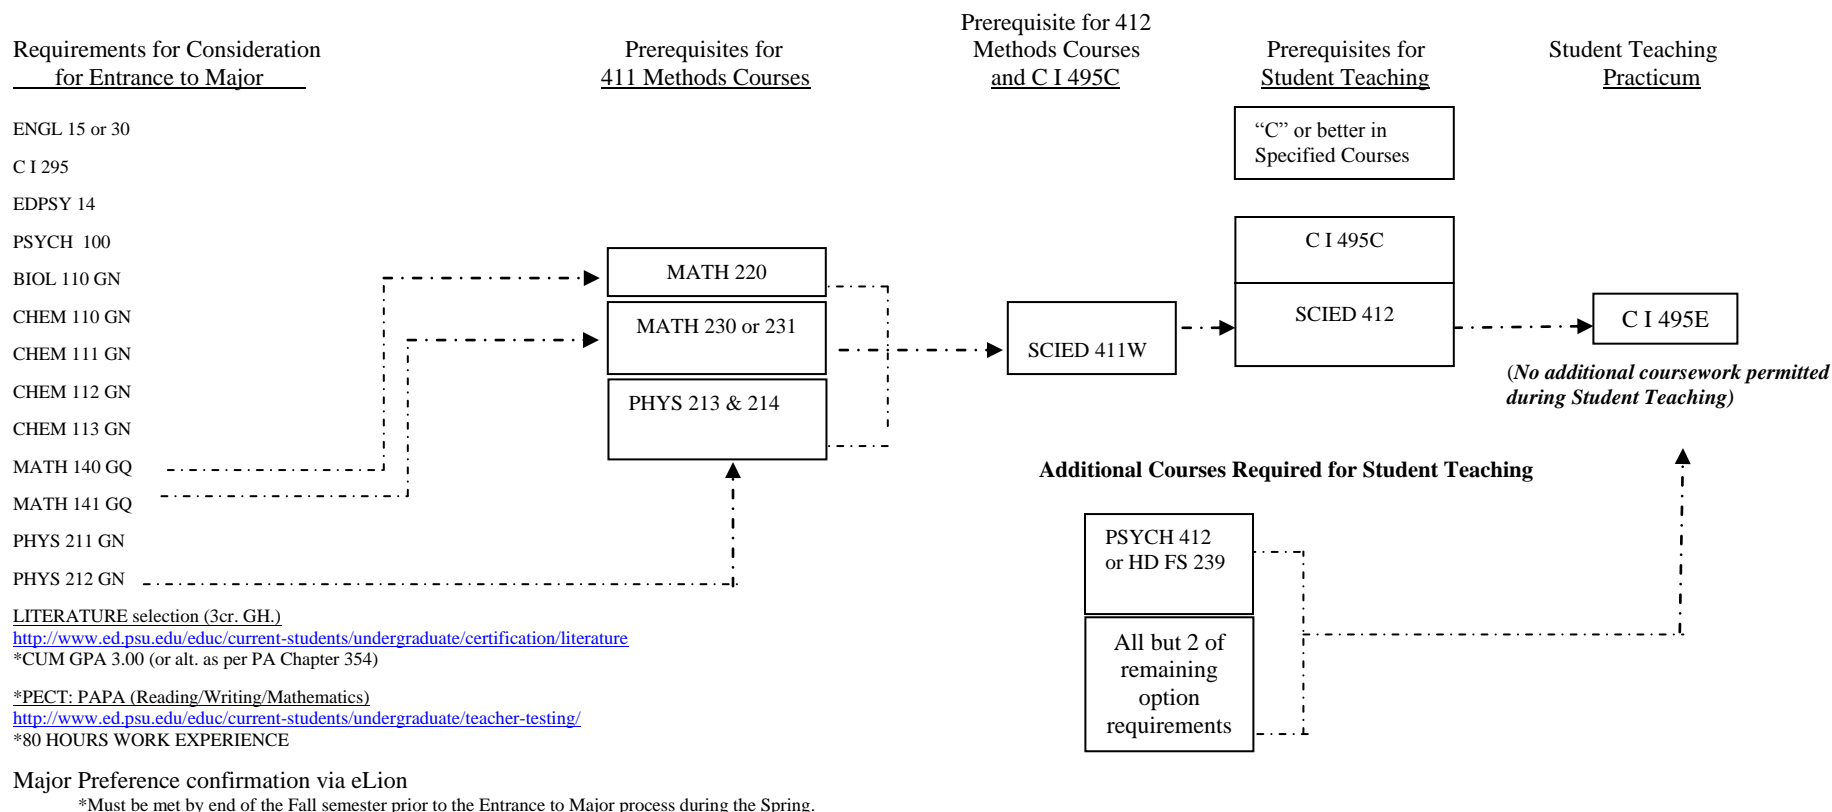 Requirements for Consideration
for Entrance to Major
Prerequisites for
411 Methods Courses
Prerequisite for 412
Methods Courses
and C I 495C
Prerequisites for
Student Teaching
Student Teaching
Practicum
ENGL 15 or 30
C I 295
EDPSY 14
PSYCH 100
BIOL 110 GN
CHEM 110 GN
CHEM 111 GN
CHEM 112 GN
CHEM 113 GN
MATH 140 GQ
MATH 141 GQ
PHYS 211 GN
PHYS 212 GN
LITERATURE selection (3cr. GH.)
http://www.ed.psu.edu/educ/current-students/undergraduate/certification/literature
*CUM GPA 3.00 (or alt. as per PA Chapter 354)
*PECT: PAPA (Reading/Writing/Mathematics)
http://www.ed.psu.edu/educ/current-students/undergraduate/teacher-testing/
*80 HOURS WORK EXPERIENCE
Major Preference confirmation via eLion
*Must be met by end of the Fall semester prior to the Entrance to Major process during the Spring.
MATH 220
MATH 230 or 231
PHYS 213 & 214
SCIED 411W
“C” or better in
Specified Courses
C I 495C
SCIED 412
C I 495E
(No additional coursework permitted
during Student Teaching)
Additional Courses Required for Student Teaching
PSYCH 412
or HD FS 239
All but 2 of
remaining
option
requirements